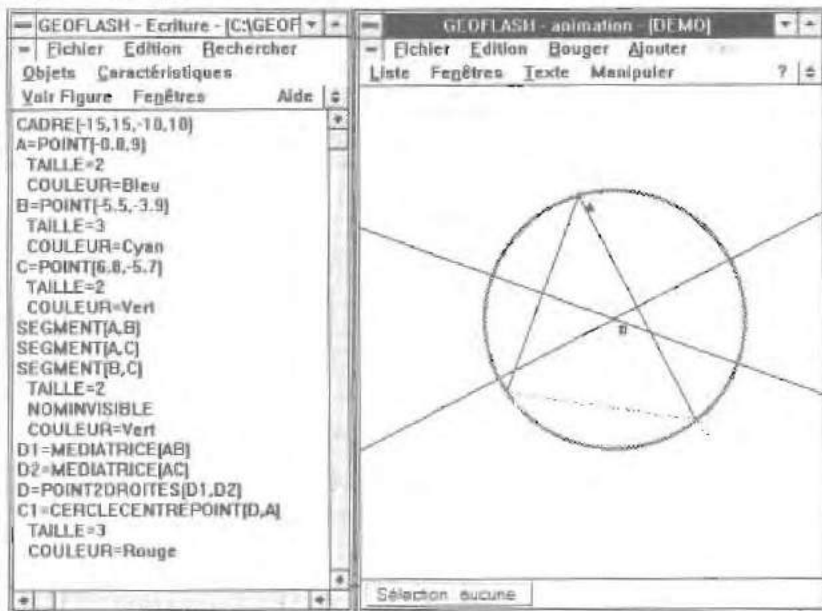 GEOFLASH - Ecriture - [C:\GEOF
Fichier Edition Rechercher
Objets Caractéristiques
Voir Figure Fenêtres Aide
CADRE(-15,15,-10,10)
A=POINT(-0.8,9)
TAILLE=2
COULEUR=Bleu
B=POINT(-5.5,-3.9)
TAILLE=3
COULEUR=Cyan
C=POINT(6.8,-5.7)
TAILLE=2
COULEUR=Vert
SEGMENT(A,B)
SEGMENT(A,C)
SEGMENT(B,C)
TAILLE=2
NOMINVISIBLE
COULEUR=Vert
D1=MEDIATRICE(AB)
D2=MEDIATRICE(AC)
D=POINT2DROITES(D1,D2)
C1=CERCLECENTREPOINT(D,A)
TAILLE=3
COULEUR=Rouge
GEOFLASH - animation - (DEMO)
Fichier Edition Bouger Ajouter
Liste Fenêtres Texte Manipuler ?
A
D
Sélection aucune